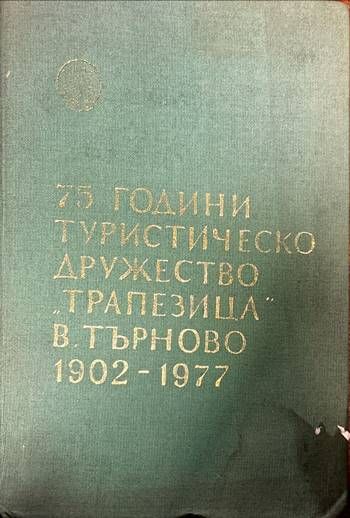 75 ГОДИНИ
ТУРИСТИЧЕСКО
ДРУЖЕСТВО
„ТРАПЕЗИЦА"
В. ТЪРНОВО
1902-1977